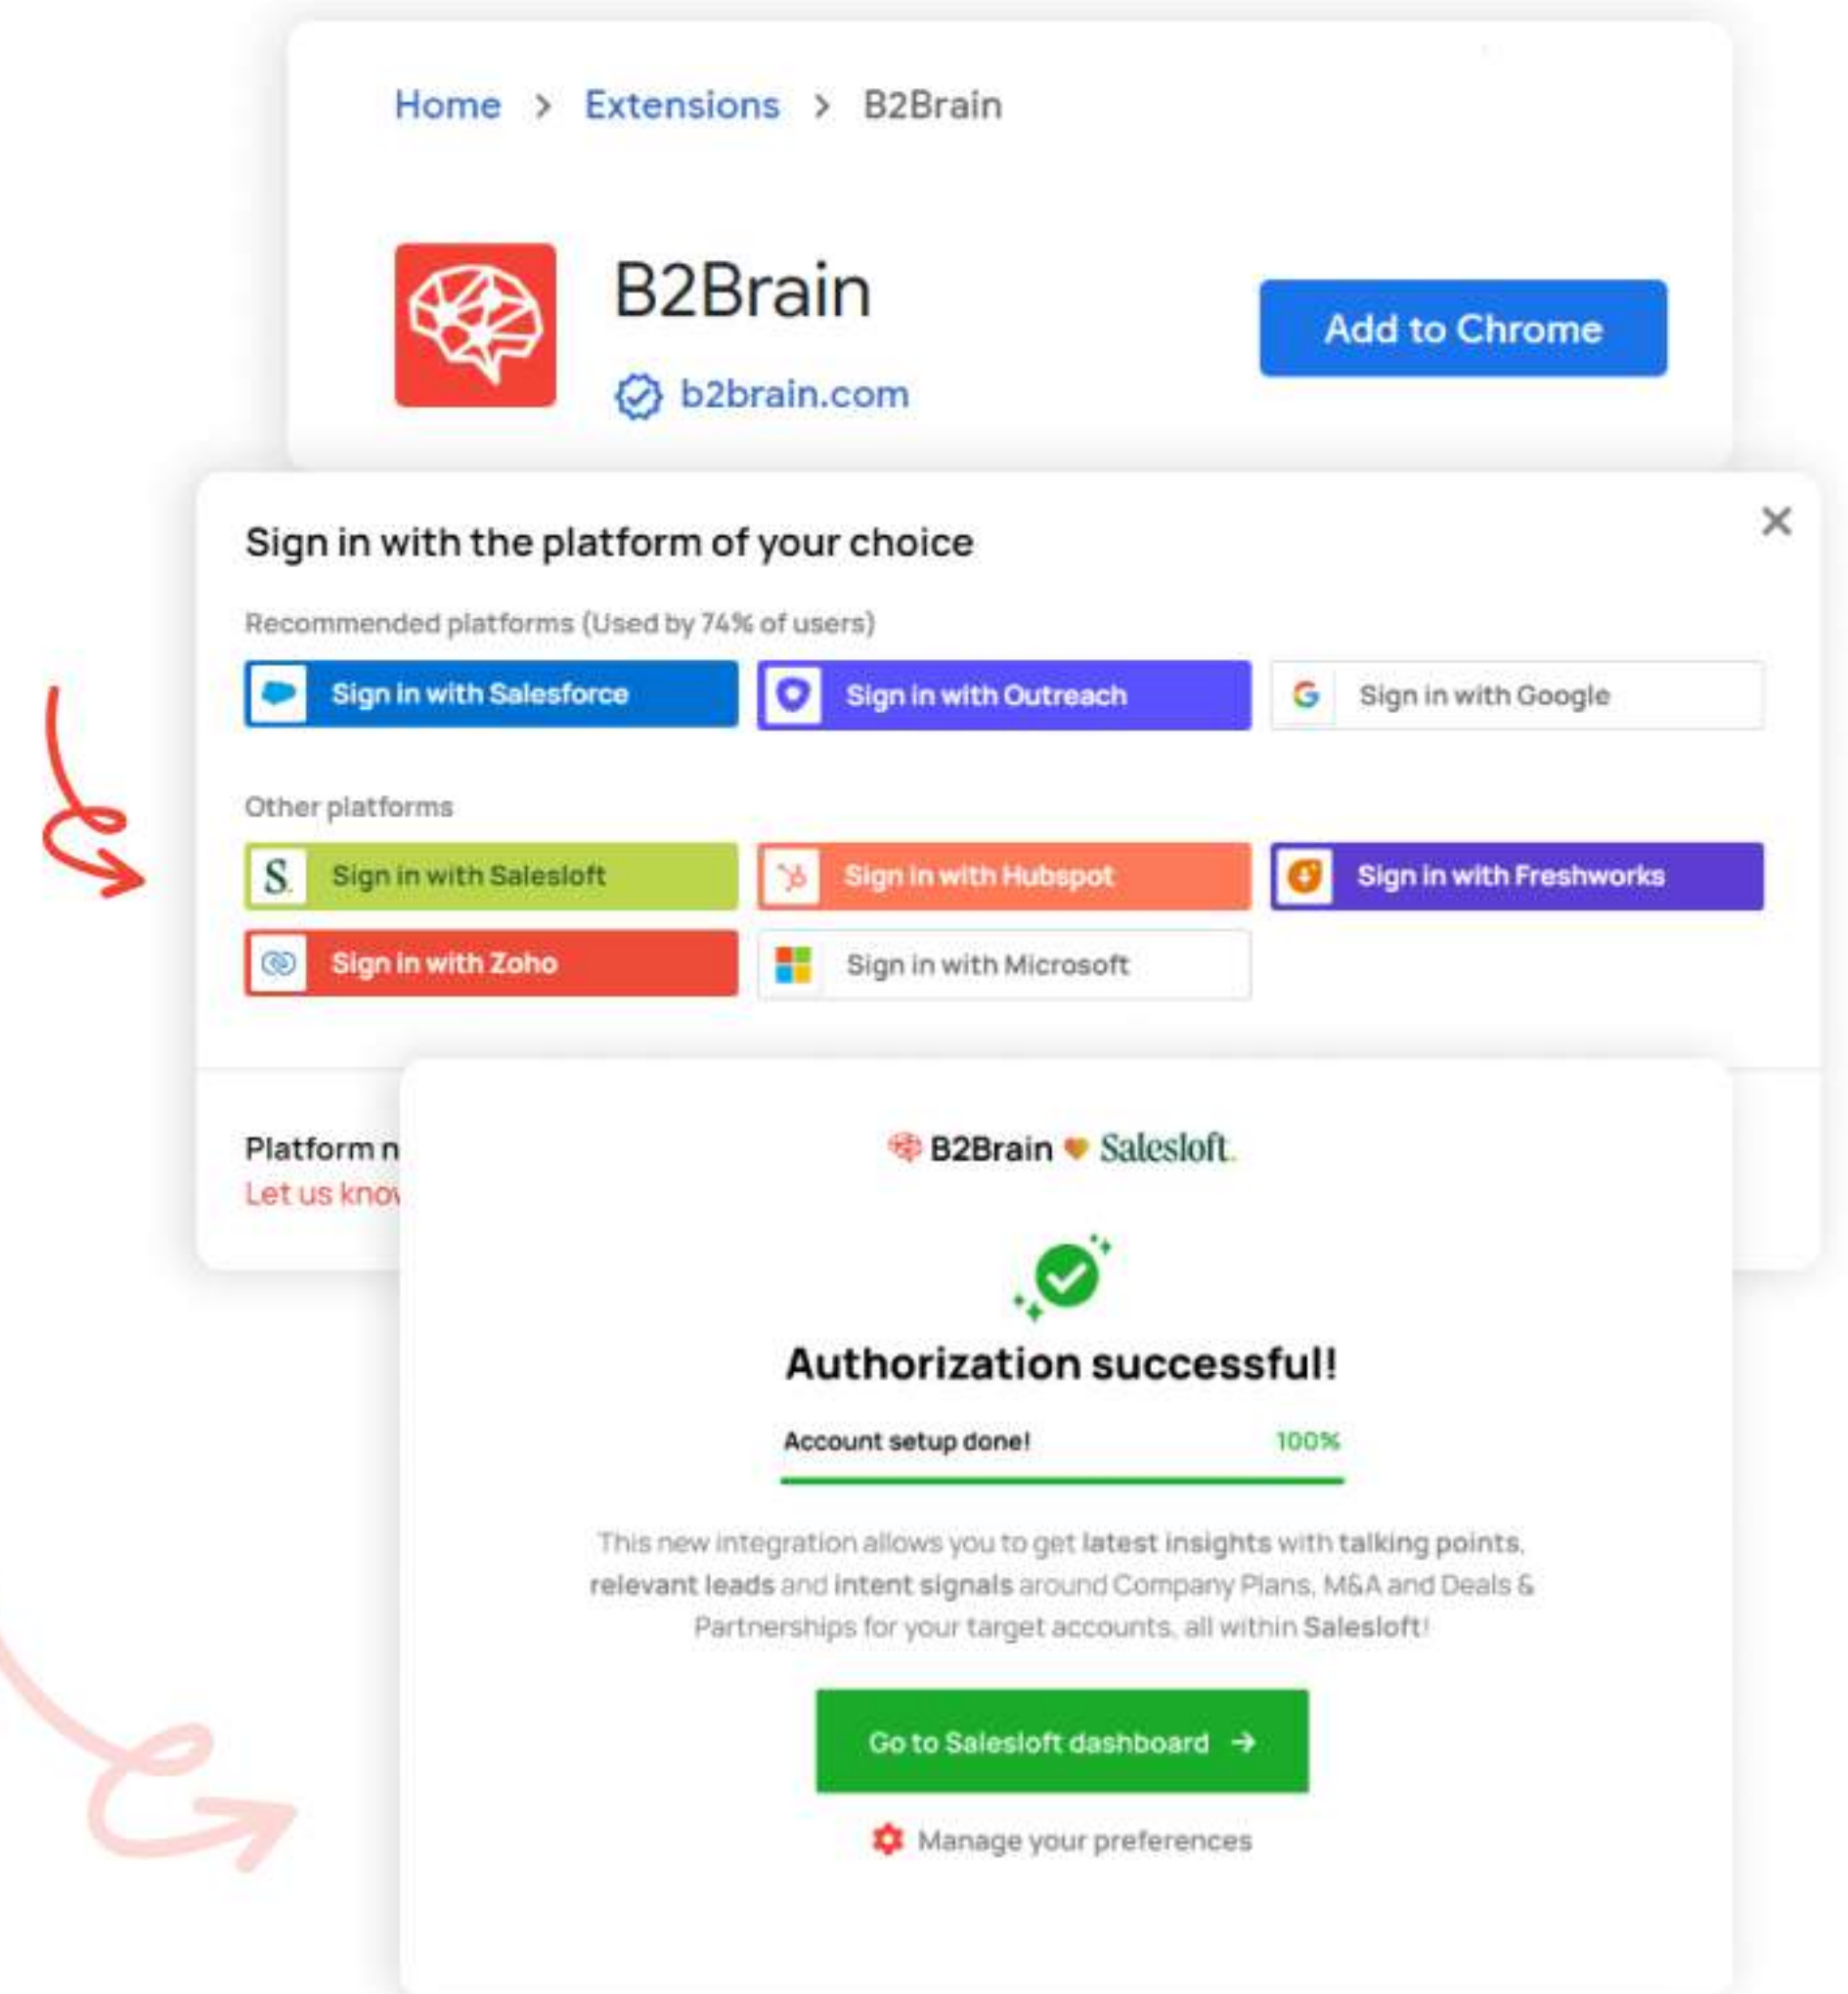 Home > Extensions > B2Brain
B2Brain
b2brain.com
Add to Chrome
Sign in with the platform of your choice
Recommended platforms (Used by 74% of users)
Sign in with Salesforce
Sign in with Outreach
Sign in with Google
Other platforms
Sign in with Salesloft
Sign in with Hubspot
Sign in with Freshworks
Sign in with Zoho
Sign in with Microsoft
Platform
Let us
B2Brain Salesloft.
Authorization successful!
Account setup done! 100%
This new integration allows you to get latest insights with talking points,
relevant leads and intent signals around Company Plans, M&A and Deals &
Partnerships for your target accounts, all within Salesloft!
Go to Salesloft dashboard →
Manage your preferences